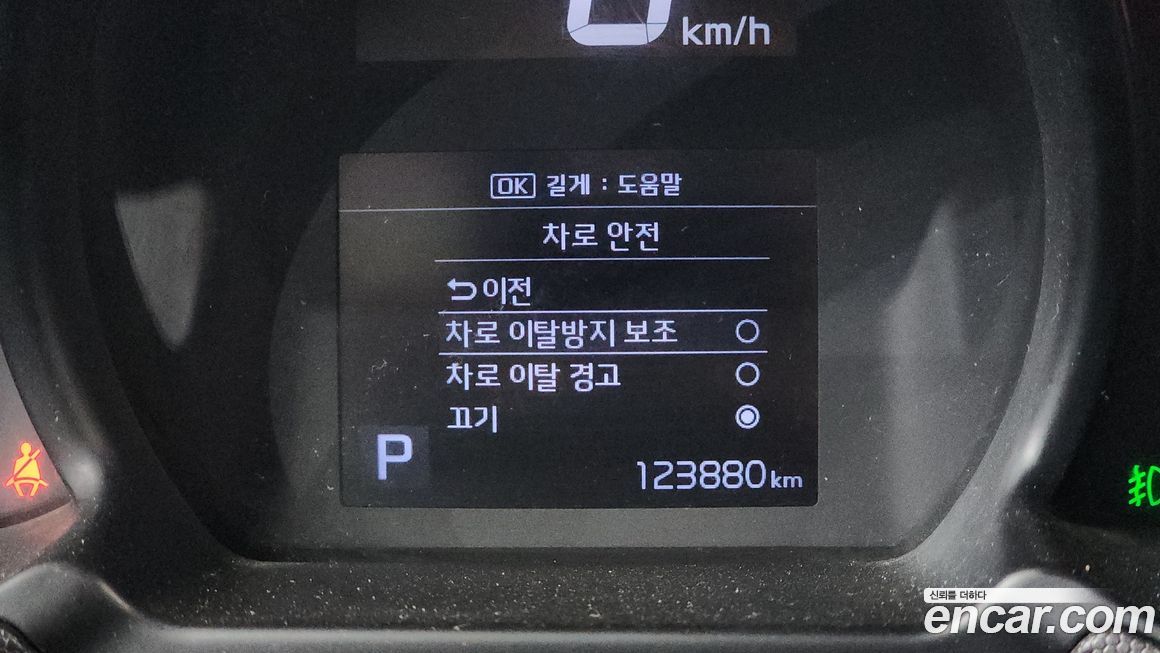 0 km/h
OK 길게 : 도움말
차로 안전
이전
차로 이탈방지 보조
차로 이탈 경고
끄기
P
123880 km
신뢰를 더하다
encar.com